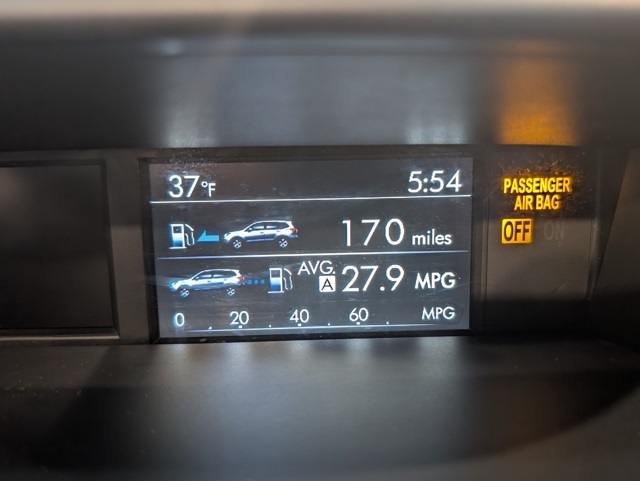 37°F 5:54
170 miles
AVG. A 27.9 MPG
0 . 20 . 40 . 60 . MPG
PASSENGER
AIR BAG
OFF ON